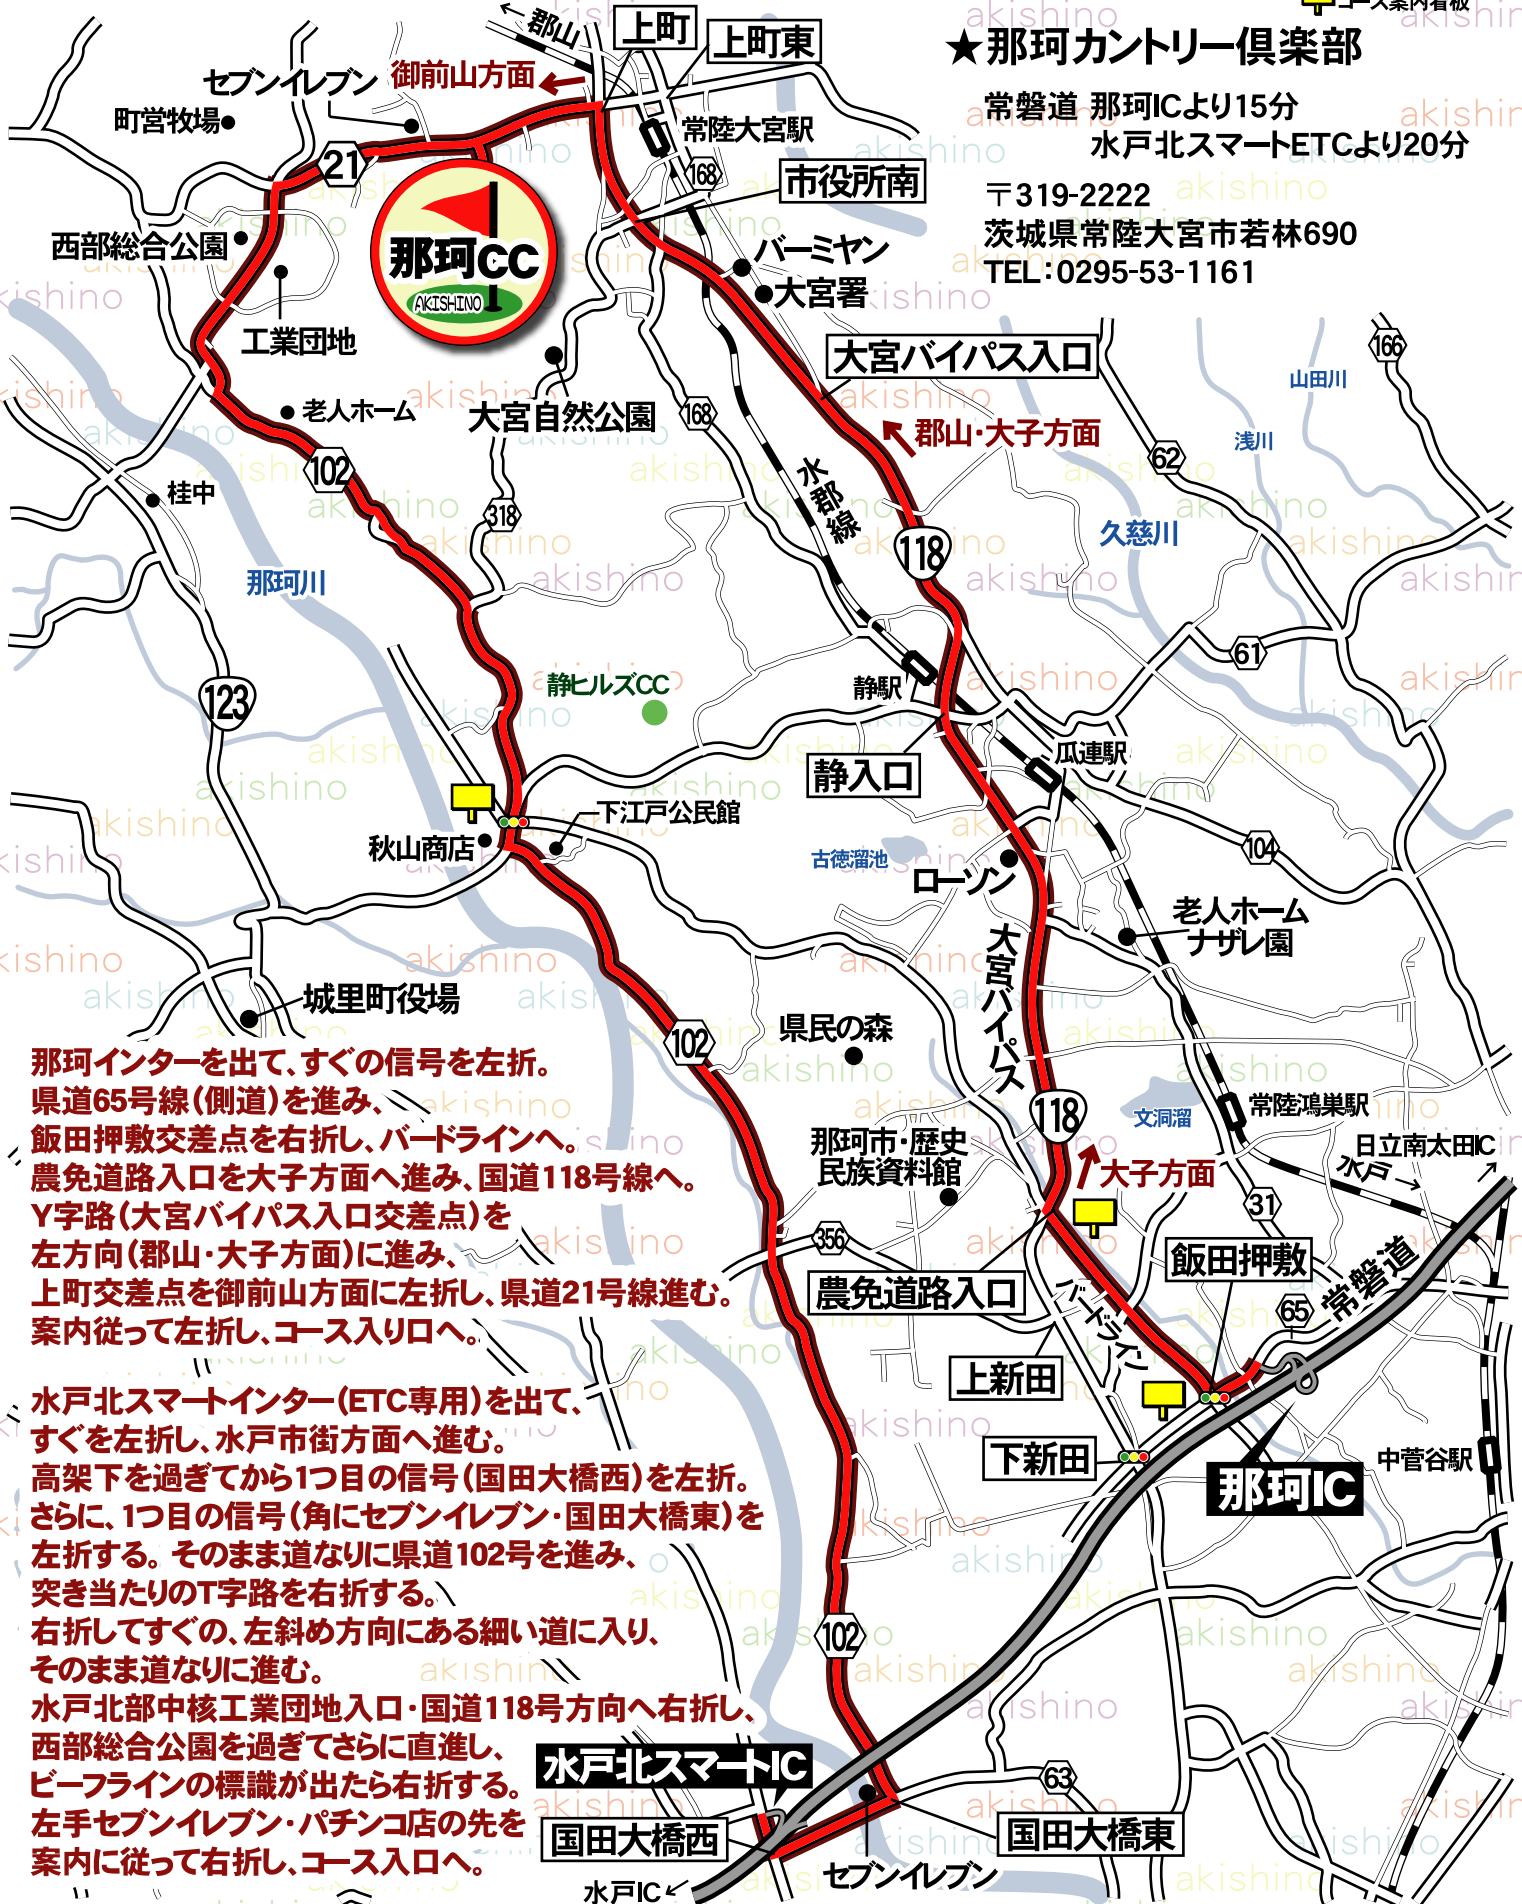 コース案内看板
★那珂カントリー倶楽部
常磐道 那珂ICより15分
水戸北スマートETCより20分
〒319-2222
茨城県常陸大宮市若林690
TEL:0295-53-1161
←郡山
上町
上町東
御前山方面
セブンイレブン
町営牧場
21
常陸大宮駅
168
市役所南
西部総合公園
那珂CC
AKISHINO
バーミヤン
大宮署
工業団地
大宮バイパス入口
166
山田川
老人ホーム
大宮自然公園
168
郡山・大子方面
浅川
62
102
水郡線
桂中
318
118
久慈川
那珂川
61
静駅
静ヒルズCC
123
瓜連駅
静入口
下江戸公民館
秋山商店
古徳溜池
104
ローソン
老人ホーム
ナザレ園
大宮バイパス
城里町役場
県民の森
102
118
文洞溜
常陸鴻巣駅
那珂市・歴史
民族資料館
日立南太田IC
水戸→
大子方面
31
356
飯田押敷
農免道路入口
バードライン
65
常磐道
上新田
下新田
那珂IC
中菅谷駅
102
那珂インターを出て、すぐの信号を左折。
県道65号線(側道)を進み、
飯田押敷交差点を右折し、バードラインへ。
農免道路入口を大子方面へ進み、国道118号線へ。
Y字路(大宮バイパス入口交差点)を
左方向(郡山・大子方面)に進み、
上町交差点を御前山方面に左折し、県道21号線進む。
案内従って左折し、コース入り口へ。
水戸北スマートインター(ETC専用)を出て、
すぐを左折し、水戸市街方面へ進む。
高架下を過ぎてから1つ目の信号(国田大橋西)を左折。
さらに、1つ目の信号(角にセブンイレブン・国田大橋東)を
左折する。そのまま道なりに県道102号を進み、
突き当たりのT字路を右折する。
右折してすぐの、左斜め方向にある細い道に入り、
そのまま道なりに進む。
水戸北部中核工業団地入口・国道118号方向へ右折し、
西部総合公園を過ぎてさらに直進し、
ビーフラインの標識が出たら右折する。
左手セブンイレブン・パチンコ店の先を
案内に従って右折し、コース入口へ。
水戸北スマートIC
63
国田大橋西
国田大橋東
セブンイレブン
水戸IC←
akishino